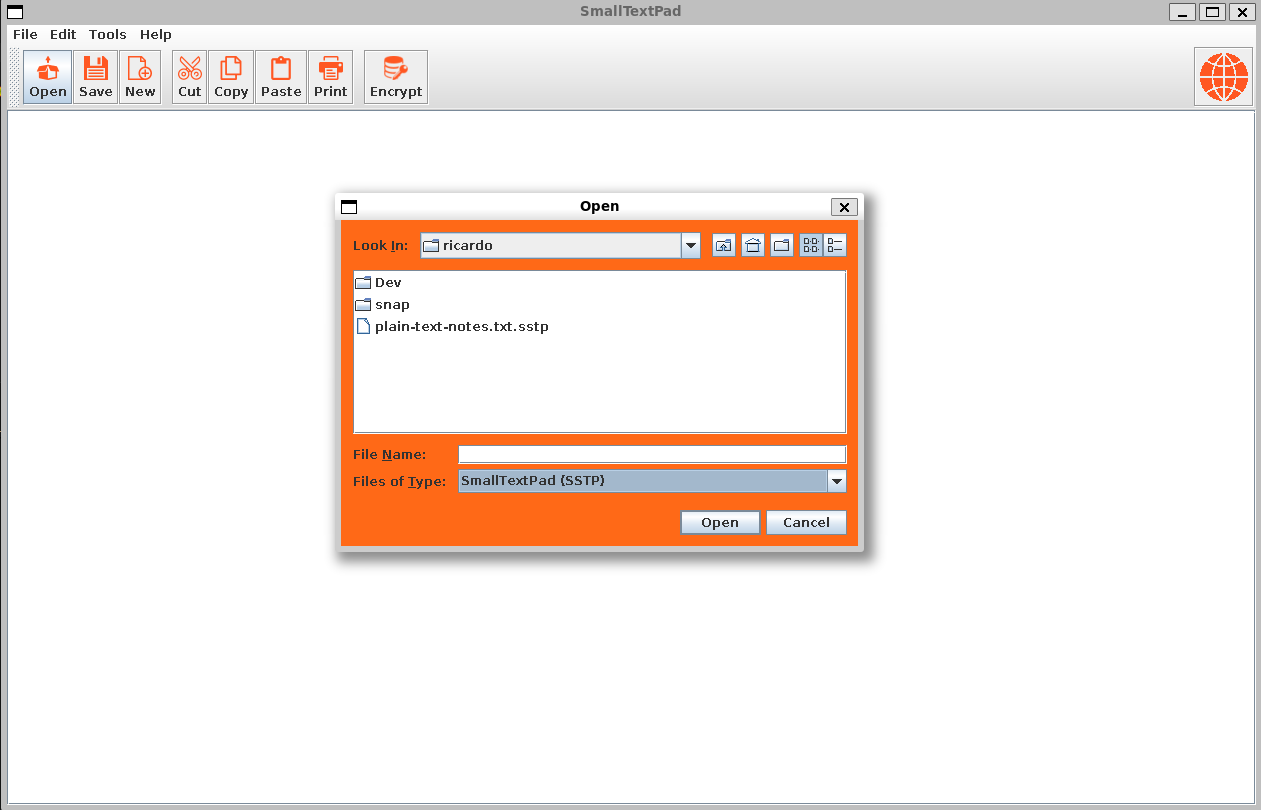 SmallTextPad
File Edit Tools Help
Open Save New Cut Copy Paste Print Encrypt
Open
Look In: ricardo
Dev
snap
plain-text-notes.txt.sstp
File Name:
Files of Type: SmallTextPad (SSTP)
Open Cancel